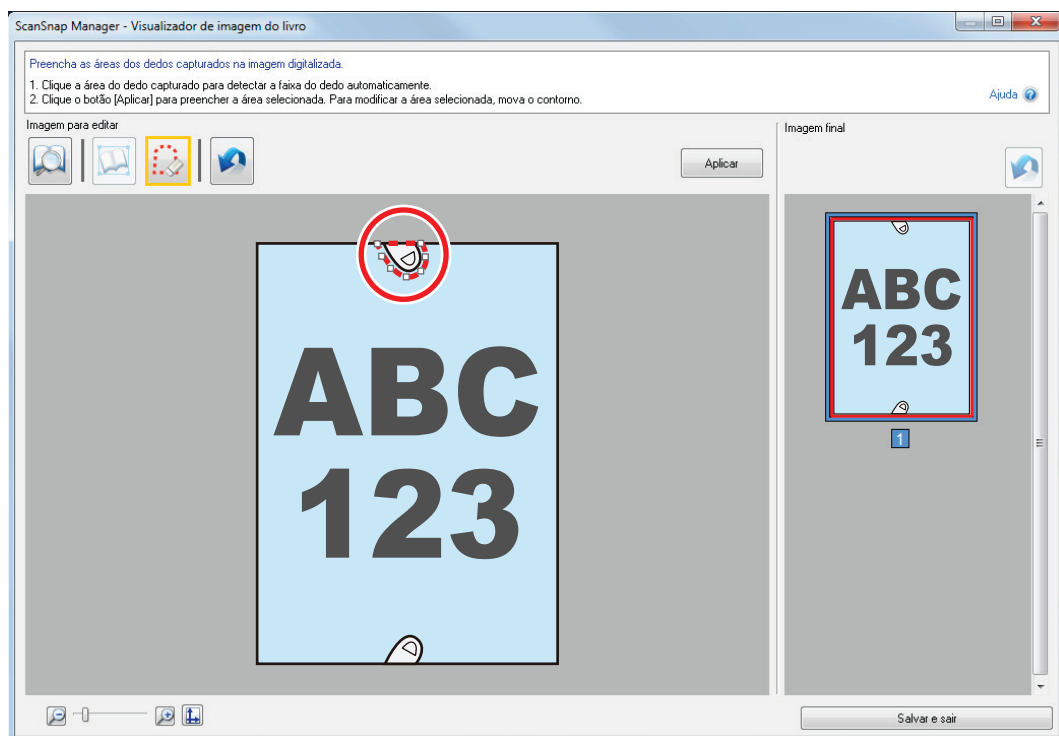 ScanSnap Manager - Visualizador de imagem do livro
Preencha as áreas dos dedos capturados na imagem digitalizada.
1. Clique a área do dedo capturado para detectar a faixa do dedo automaticamente.
2. Clique o botão [Aplicar] para preencher a área selecionada. Para modificar a área selecionada, mova o contorno.
Ajuda
Imagem para editar
Imagem final
Aplicar
ABC
123
ABC
123
1
Salvar e sair